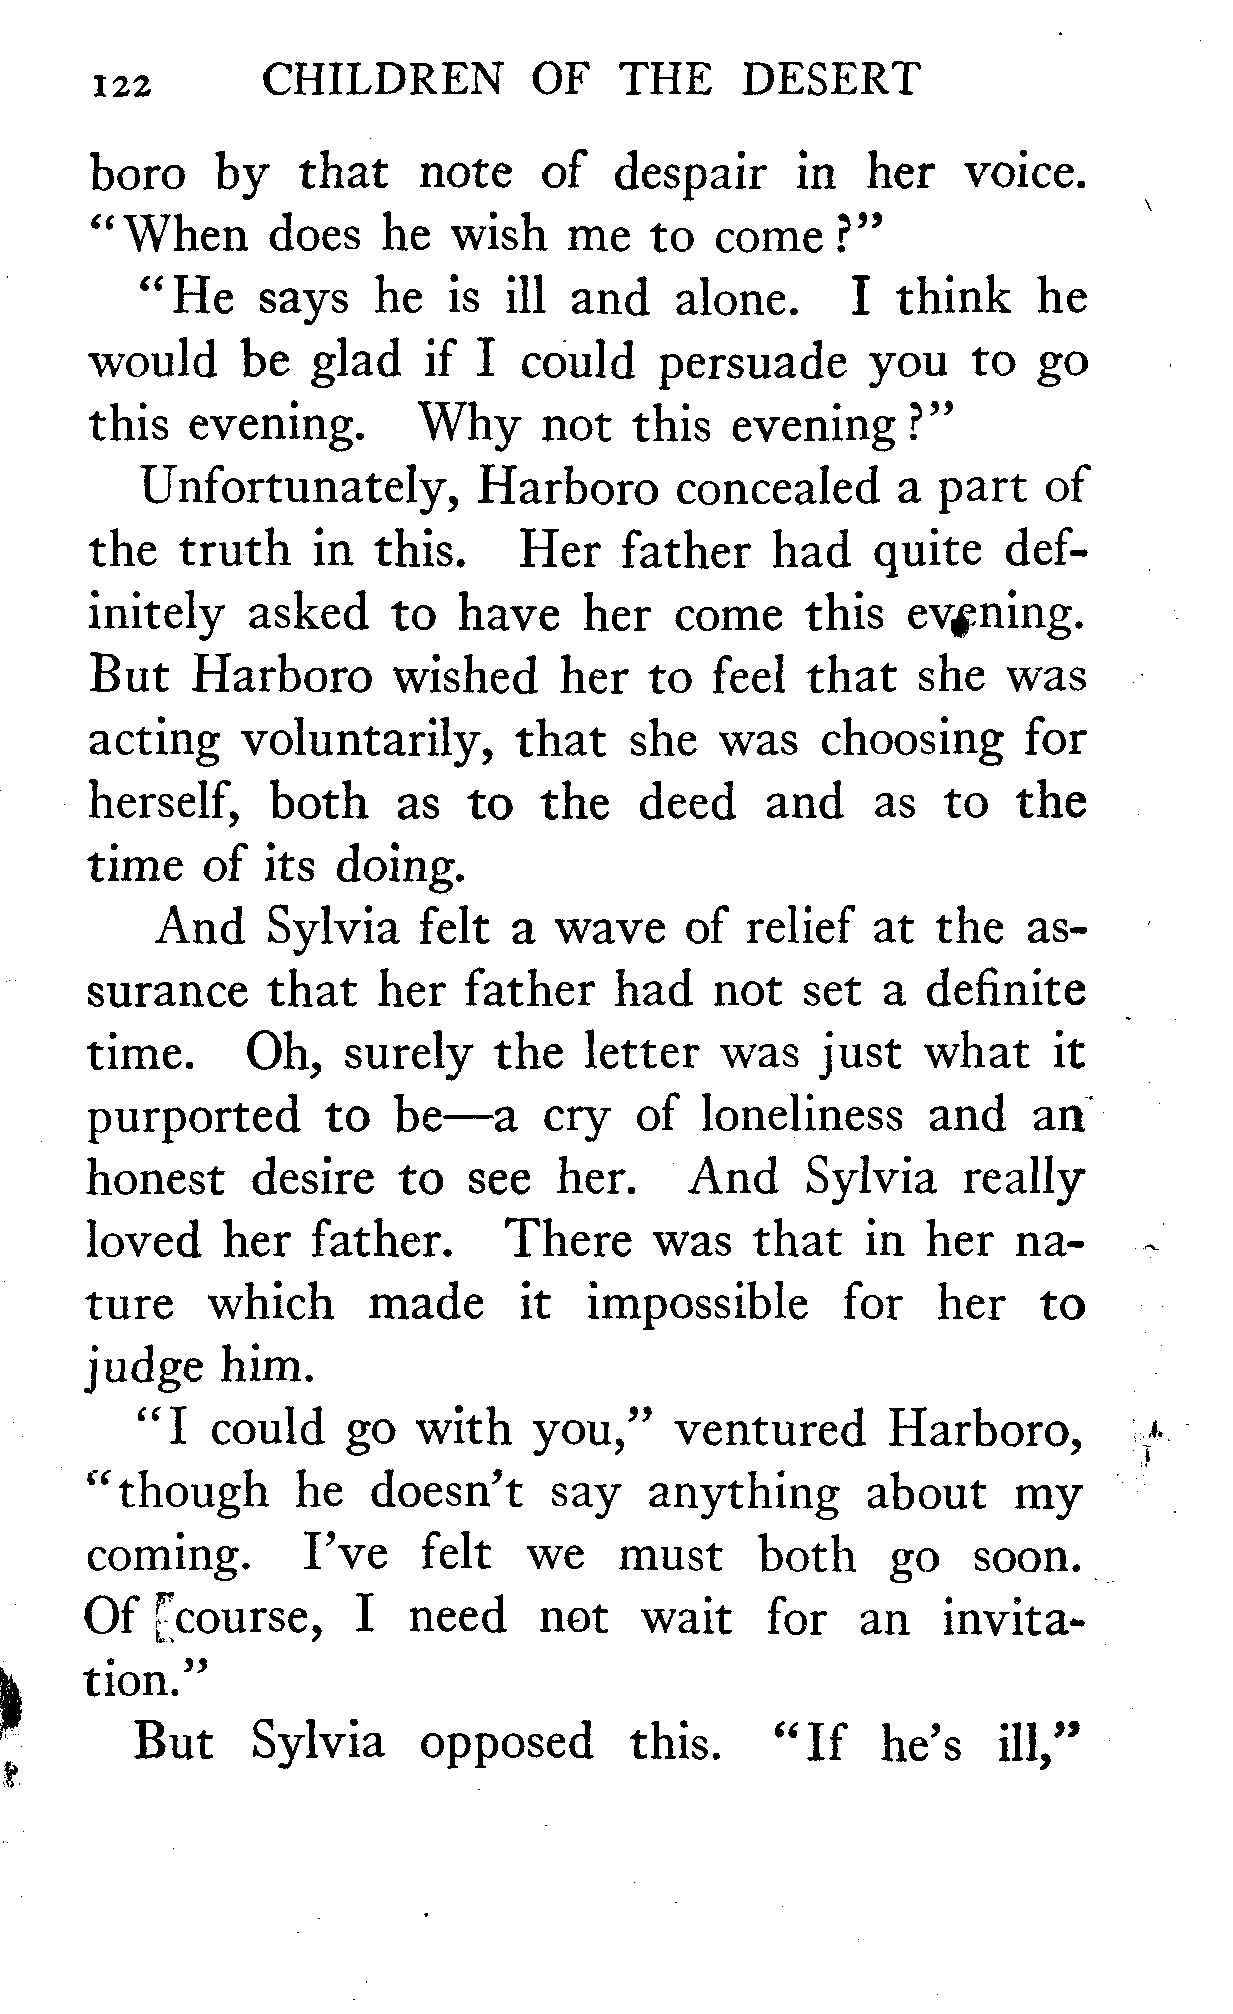 122 CHILDREN OF THE DESERT
boro by that note of despair in her voice.
“When does he wish me to come?”
“He says he is ill and alone. I think he
would be glad if I could persuade you to go
this evening. Why not this evening?”
Unfortunately, Harboro concealed a part of
the truth in this. Her father had quite def-
initely asked to have her come this evening.
But Harboro wished her to feel that she was
acting voluntarily, that she was choosing for
herself, both as to the deed and as to the
time of its doing.
And Sylvia felt a wave of relief at the as-
surance that her father had not set a definite
time. Oh, surely the letter was just what it
purported to be—a cry of loneliness and an
honest desire to see her. And Sylvia really
loved her father. There was that in her na-
ture which made it impossible for her to
judge him.
“I could go with you,” ventured Harboro,
“though he doesn’t say anything about my
coming. I’ve felt we must both go soon.
Of course, I need not wait for an invita-
tion.”
But Sylvia opposed this. “If he’s ill,”